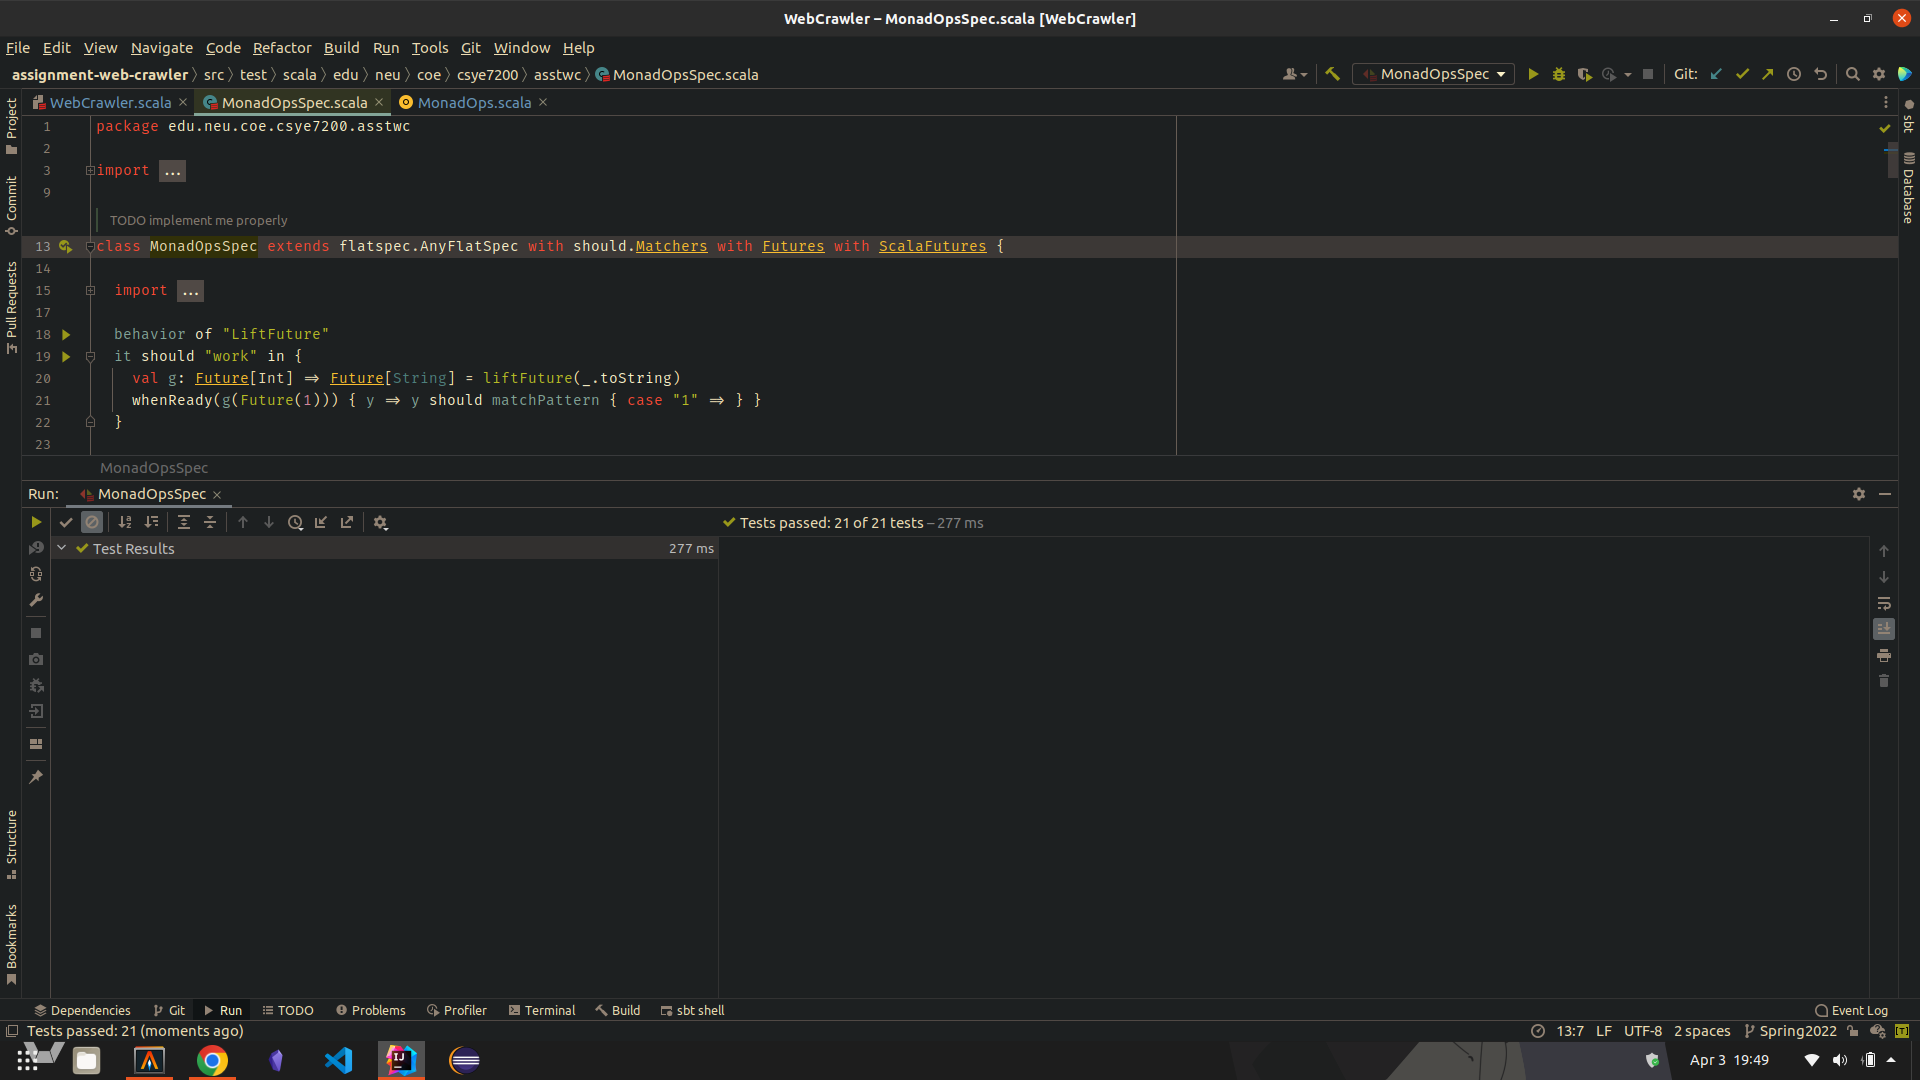 WebCrawler – MonadOpsSpec.scala [WebCrawler]
File Edit View Navigate Code Refactor Build Run Tools Git Window Help
assignment-web-crawler src test scala edu neu coe csye7200 asstwc MonadOpsSpec.scala MonadOpsSpec Git:
WebCrawler.scala MonadOpsSpec.scala MonadOps.scala
Project
Commit
Pull Requests
Structure
Bookmarks
sbt
Database
1 package edu.neu.coe.csye7200.asstwc
2
3 import ...
9
TODO implement me properly
13 class MonadOpsSpec extends flatspec.AnyFlatSpec with should.Matchers with Futures with ScalaFutures {
14
15 import ...
17
18 behavior of "LiftFuture"
19 it should "work" in {
20 val g: Future[Int] => Future[String] = liftFuture(_.toString)
21 whenReady(g(Future(1))) { y => y should matchPattern { case "1" => } }
22 }
23
MonadOpsSpec
Run: MonadOpsSpec
Tests passed: 21 of 21 tests – 277 ms
Test Results 277 ms
Dependencies Git Run TODO Problems Profiler Terminal Build sbt shell Event Log
Tests passed: 21 (moments ago) 13:7 LF UTF-8 2 spaces Spring2022
Apr 3 19:49